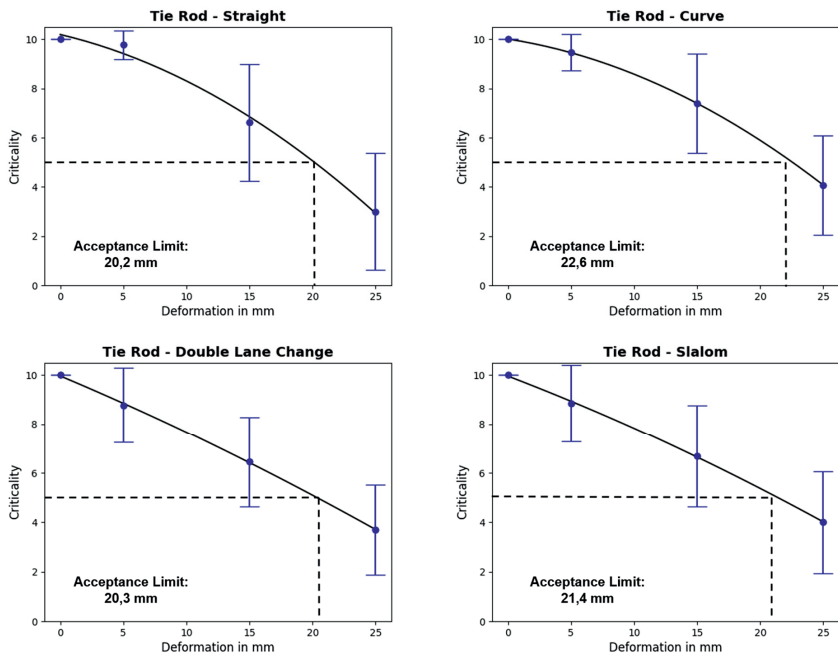 Tie Rod - Straight
10
8
6
4
2
0
Criticality
Acceptance Limit:
20,2 mm
0 5 10 15 20 25
Deformation in mm
Tie Rod - Curve
10
8
6
4
2
0
Criticality
Acceptance Limit:
22,6 mm
0 5 10 15 20 25
Deformation in mm
Tie Rod - Double Lane Change
10
8
6
4
2
0
Criticality
Acceptance Limit:
20,3 mm
0 5 10 15 20 25
Deformation in mm
Tie Rod - Slalom
10
8
6
4
2
0
Criticality
Acceptance Limit:
21,4 mm
0 5 10 15 20 25
Deformation in mm